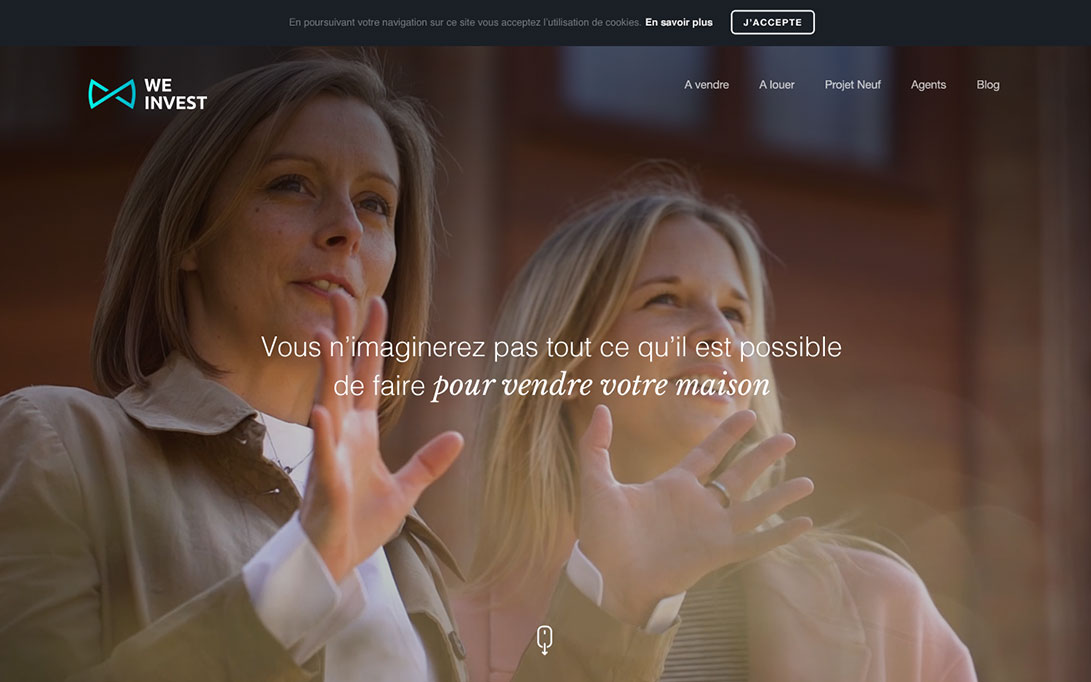 En poursuivant votre navigation sur ce site vous acceptez l'utilisation de cookies. En savoir plus J'ACCEPTE
WE
INVEST
A vendre A louer Projet Neuf Agents Blog
Vous n'imaginerez pas tout ce qu'il est possible
de faire pour vendre votre maison